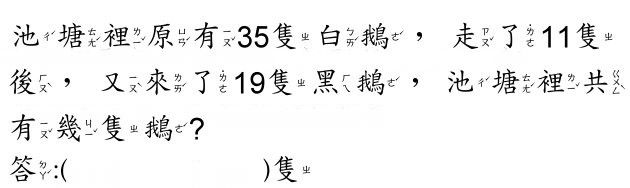 池塘裡原有35隻白鵝，走了11隻
後，又來了19隻黑鵝，池塘裡共
有幾隻鵝?
答:(　　　　　　)隻